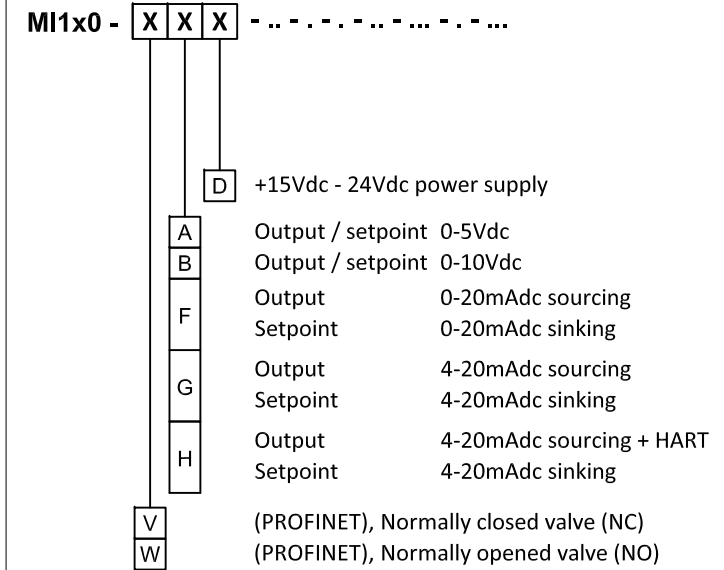 MI1x0 - X X X - .. - . - . - .. - ... - . - ...
D +15Vdc - 24Vdc power supply
A Output / setpoint 0-5Vdc
B Output / setpoint 0-10Vdc
F Output 0-20mAdc sourcing
Setpoint 0-20mAdc sinking
G Output 4-20mAdc sourcing
Setpoint 4-20mAdc sinking
H Output 4-20mAdc sourcing + HART
Setpoint 4-20mAdc sinking
V (PROFINET), Normally closed valve (NC)
W (PROFINET), Normally opened valve (NO)